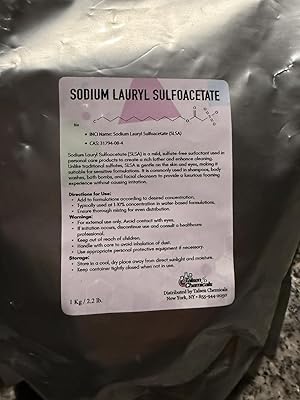 SODIUM LAURYL SULFOACETATE
• INCI Name: Sodium Lauryl Sulfoacetate (SLSA)
• CAS: 31794-08-4
Sodium Lauryl Sulfoacetate (SLSA) is a mild, sulfate-free surfactant used in
personal care products to create a rich lather and enhance cleaning.
Unlike traditional sulfates, SLSA is gentle on the skin and eyes, making it
suitable for sensitive formulations. It is commonly used in shampoos, body
washes, bath bombs, and facial cleansers to provide a luxurious foaming
experience without causing irritation.
Directions for Use:
• Add to formulations according to desired concentration.
• Typically used at 1-10% concentration in water-based formulations.
• Ensure thorough mixing for even distribution.
Warnings:
• For external use only. Avoid contact with eyes.
• If irritation occurs, discontinue use and consult a healthcare
professional.
• Keep out of reach of children.
• Handle with care to avoid inhalation of dust.
• Use appropriate personal protective equipment if necessary.
Storage:
• Store in a cool, dry place away from direct sunlight and moisture.
• Keep container tightly closed when not in use.
Talsen
Chemicals
1 Kg / 2.2 lb.
Distributed by Talsen Chemicals
New York, NY •